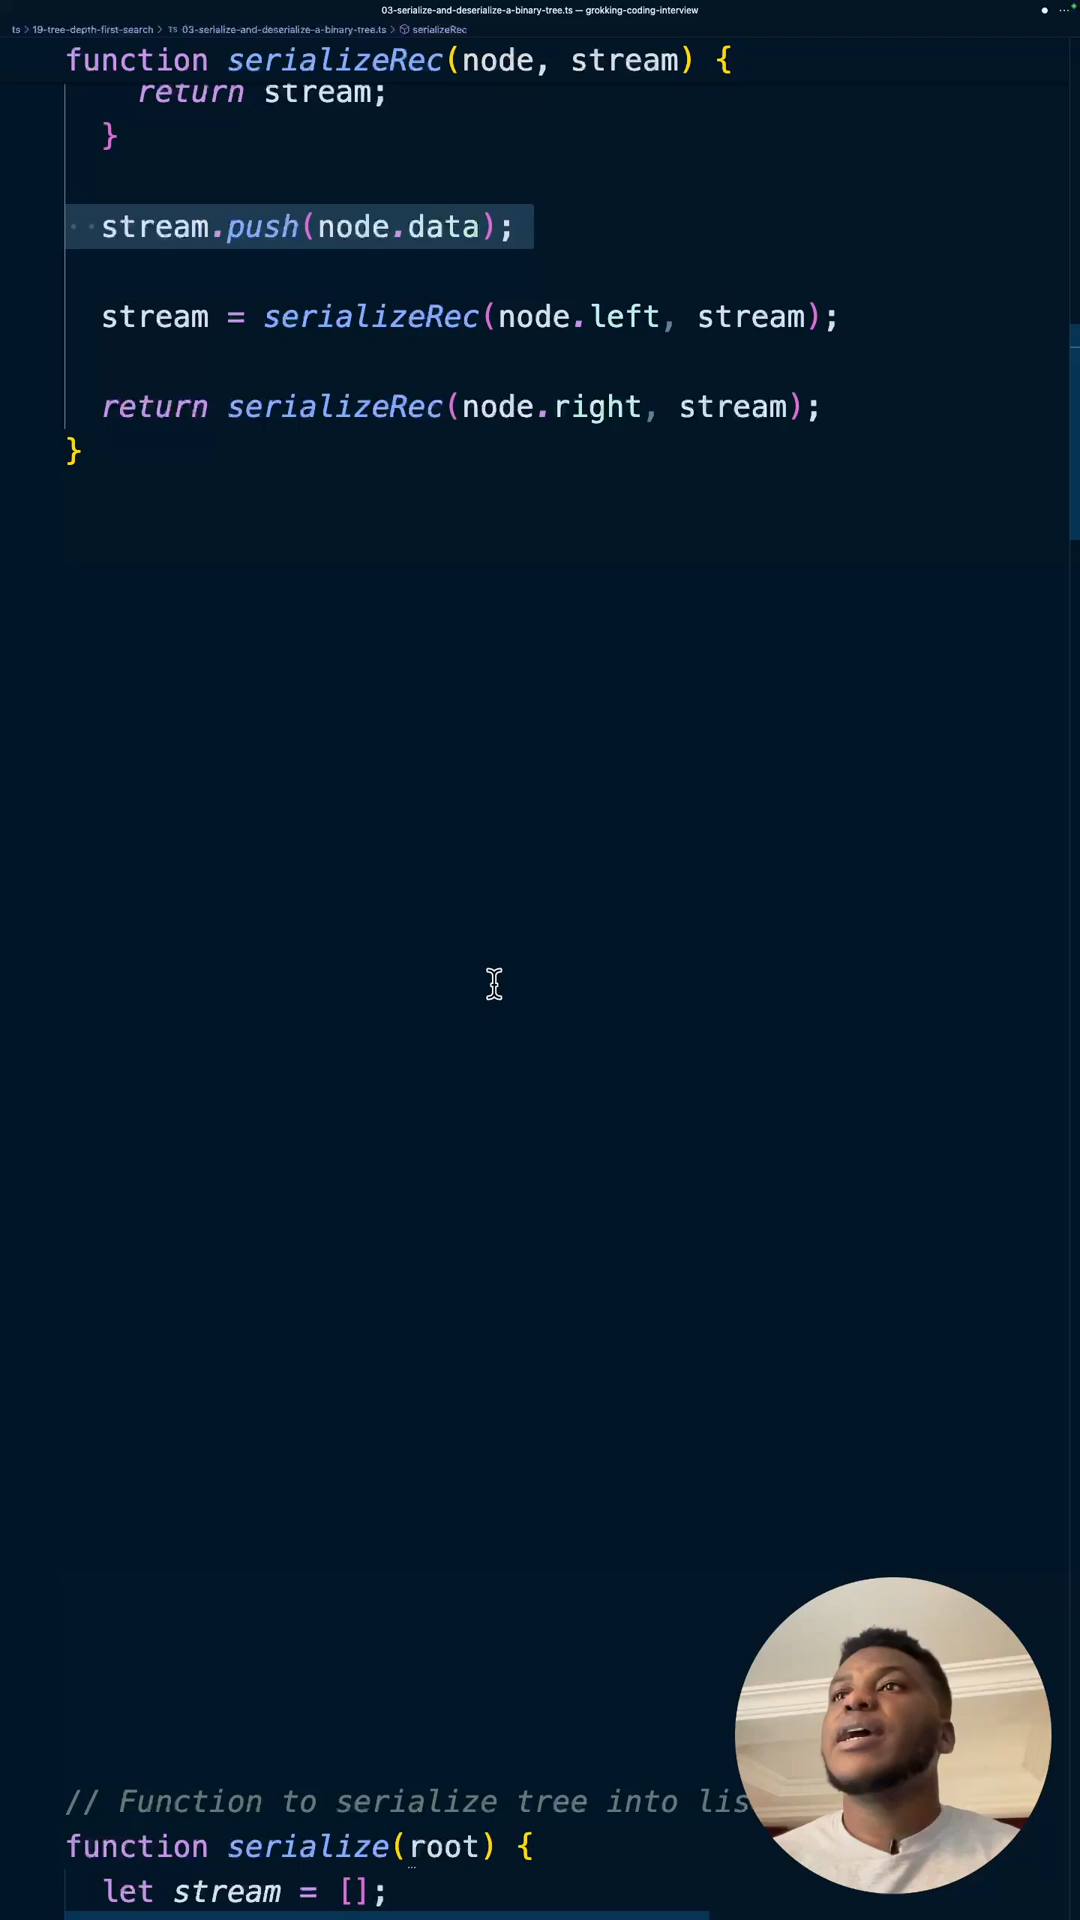 03-serialize-and-deserialize-a-binary-tree.ts — grokking-coding-interview
ts > 19-tree-depth-first-search > TS 03-serialize-and-deserialize-a-binary-tree.ts > serializeRec
function serializeRec(node, stream) {
return stream;
}
stream.push(node.data);
stream = serializeRec(node.left, stream);
return serializeRec(node.right, stream);
}
// Function to serialize tree into lis
function serialize(root) {
let stream = [];